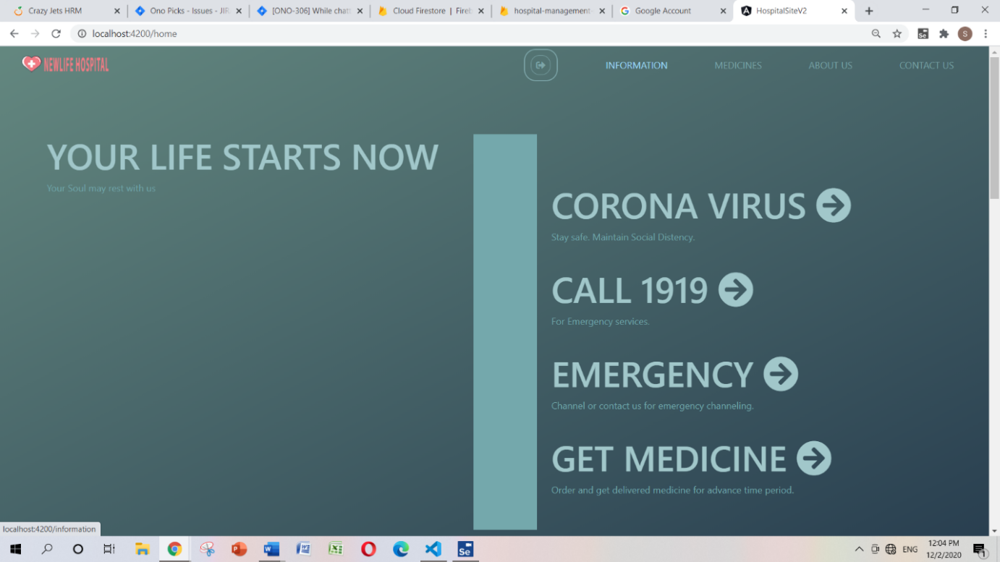 Crazy Jets HRM
Ono Picks - Issues - JIR
[ONO-306] While chatt
Cloud Firestore | Fireb
hospital-management-
Google Account
HospitalSiteV2
localhost:4200/home
Se
S
NEWLIFE HOSPITAL
INFORMATION
MEDICINES
ABOUT US
CONTACT US
YOUR LIFE STARTS NOW
Your Soul may rest with us
CORONA VIRUS
Stay safe. Maintain Social Distency.
CALL 1919
For Emergency services.
EMERGENCY
Channel or contact us for emergency channeling.
GET MEDICINE
Order and get delivered medicine for advance time period.
localhost:4200/information
Se
ENG
12:04 PM
12/2/2020
1